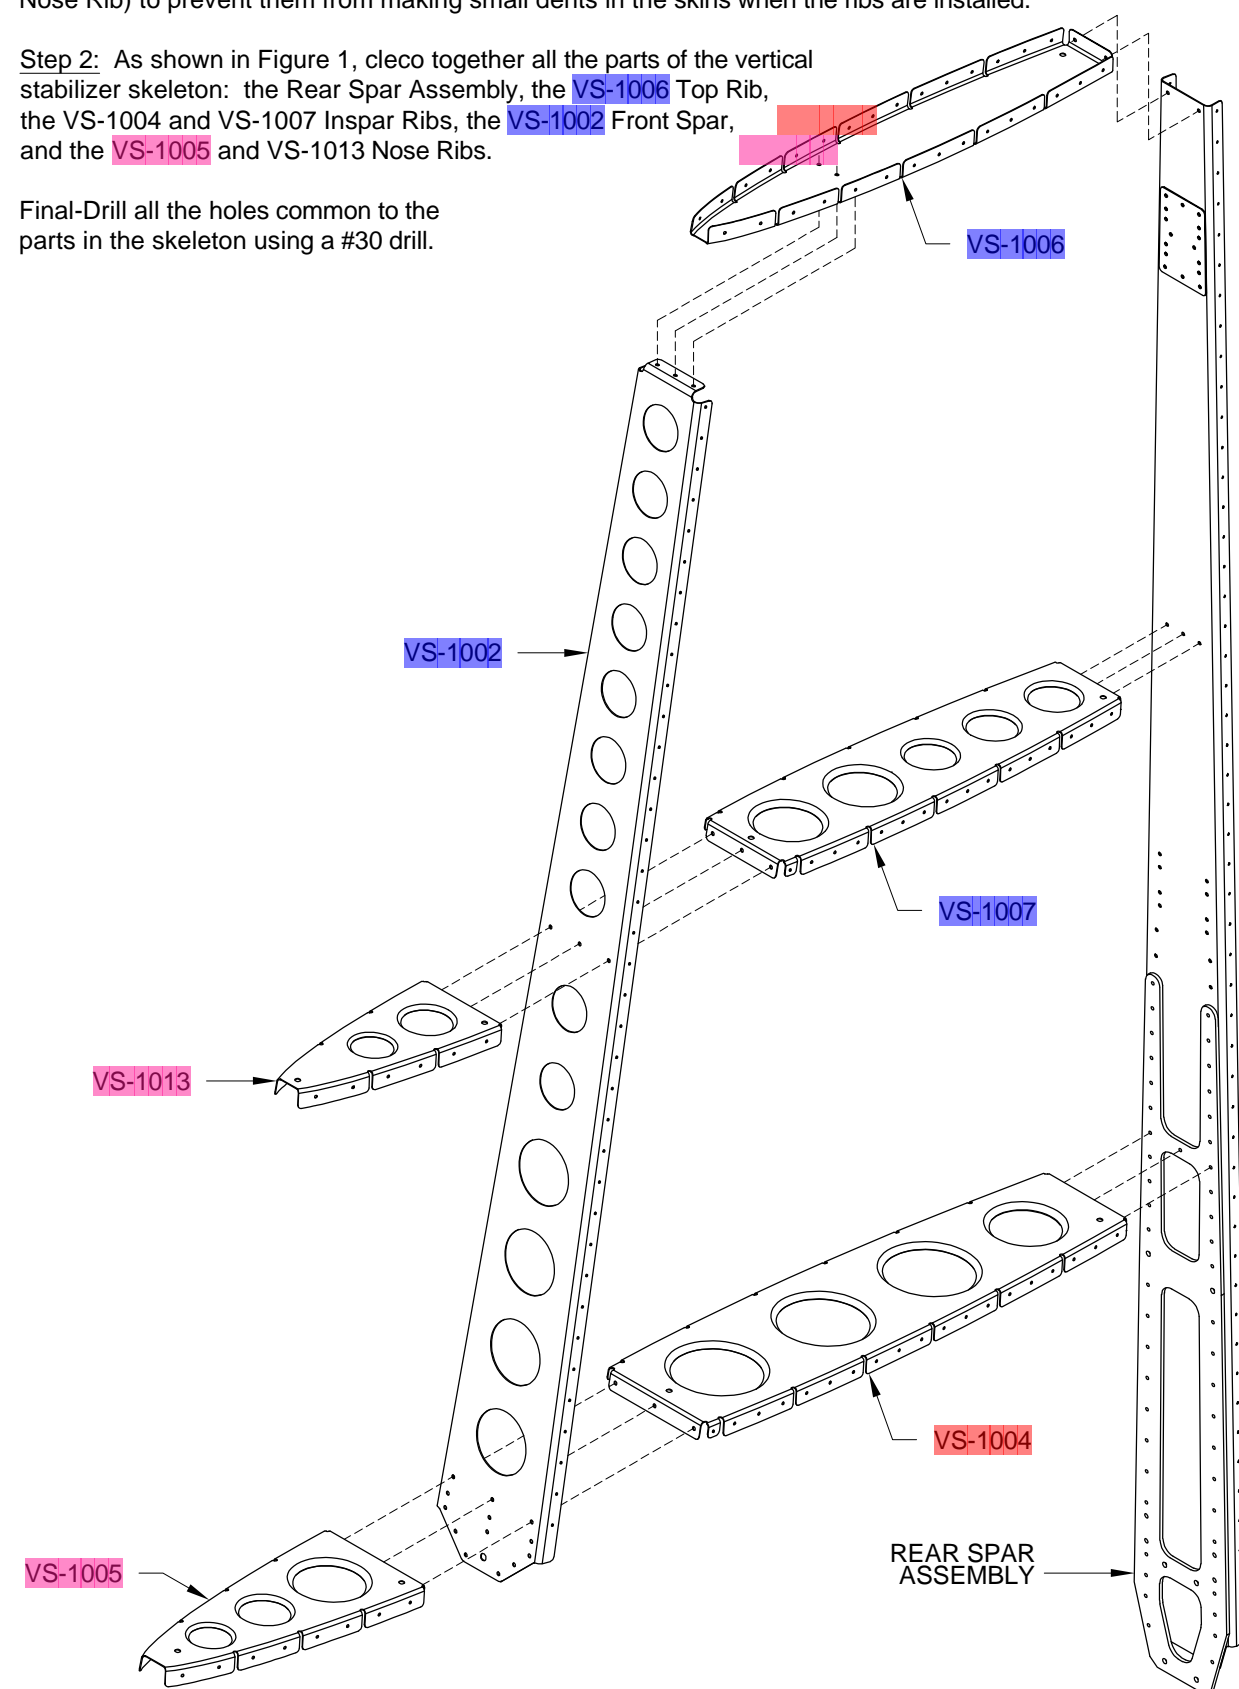 Nose Rib) to prevent them from making small dents in the skins when the ribs are installed.
Step 2: As shown in Figure 1, cleco together all the parts of the vertical
stabilizer skeleton: the Rear Spar Assembly, the VS-1006 Top Rib,
the VS-1004 and VS-1007 Inspar Ribs, the VS-1002 Front Spar,
and the VS-1005 and VS-1013 Nose Ribs.
Final-Drill all the holes common to the
parts in the skeleton using a #30 drill.
VS-1006
VS-1002
VS-1007
VS-1013
VS-1004
VS-1005
REAR SPAR
ASSEMBLY